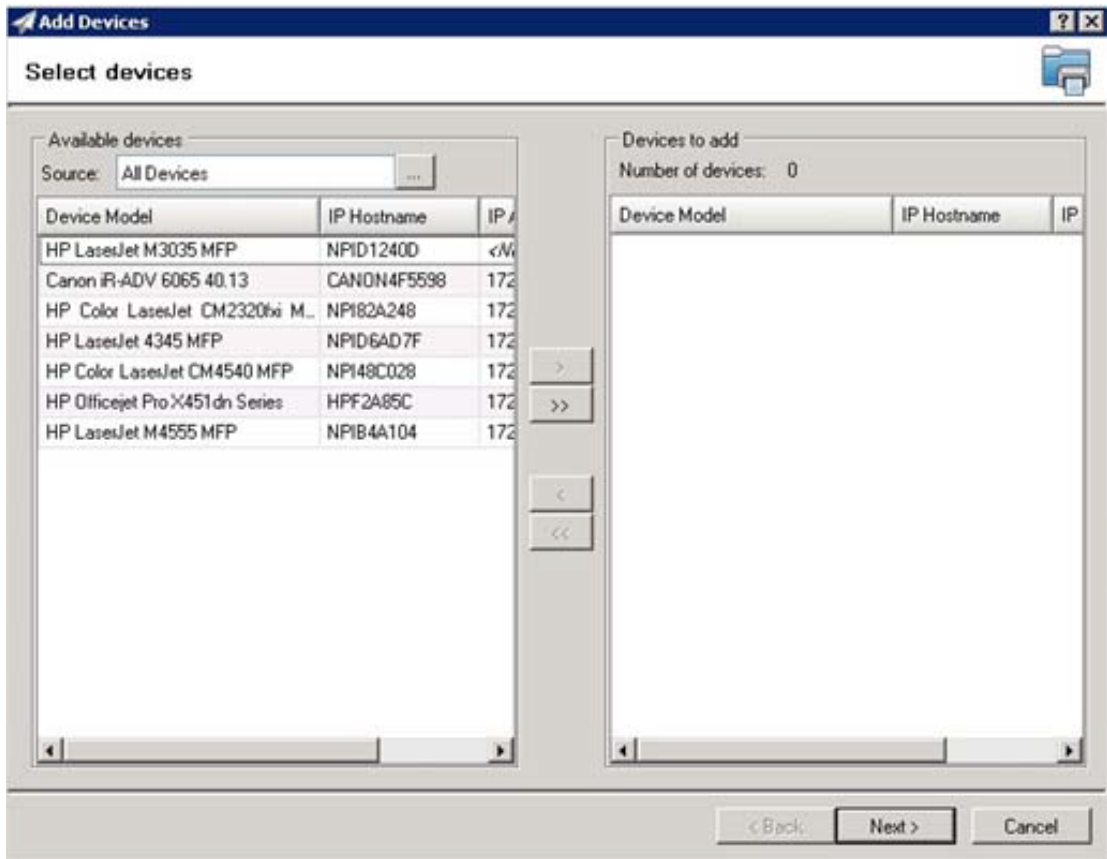 Add Devices
Select devices
Available devices
Source: All Devices ...
Device Model IP Hostname IP A
HP LaserJet M3035 MFP NPID1240D <N
Canon iR-ADV 6065 40.13 CANON4F5598 172
HP Color LaserJet CM2320fxi M... NPI82A248 172
HP LaserJet 4345 MFP NPID6AD7F 172
HP Color LaserJet CM4540 MFP NPI48C028 172
HP Officejet Pro X451dn Series HPF2A85C 172
HP LaserJet M4555 MFP NPIB4A104 172
>
>>
<
<<
Devices to add
Number of devices: 0
Device Model IP Hostname IP
< Back Next > Cancel